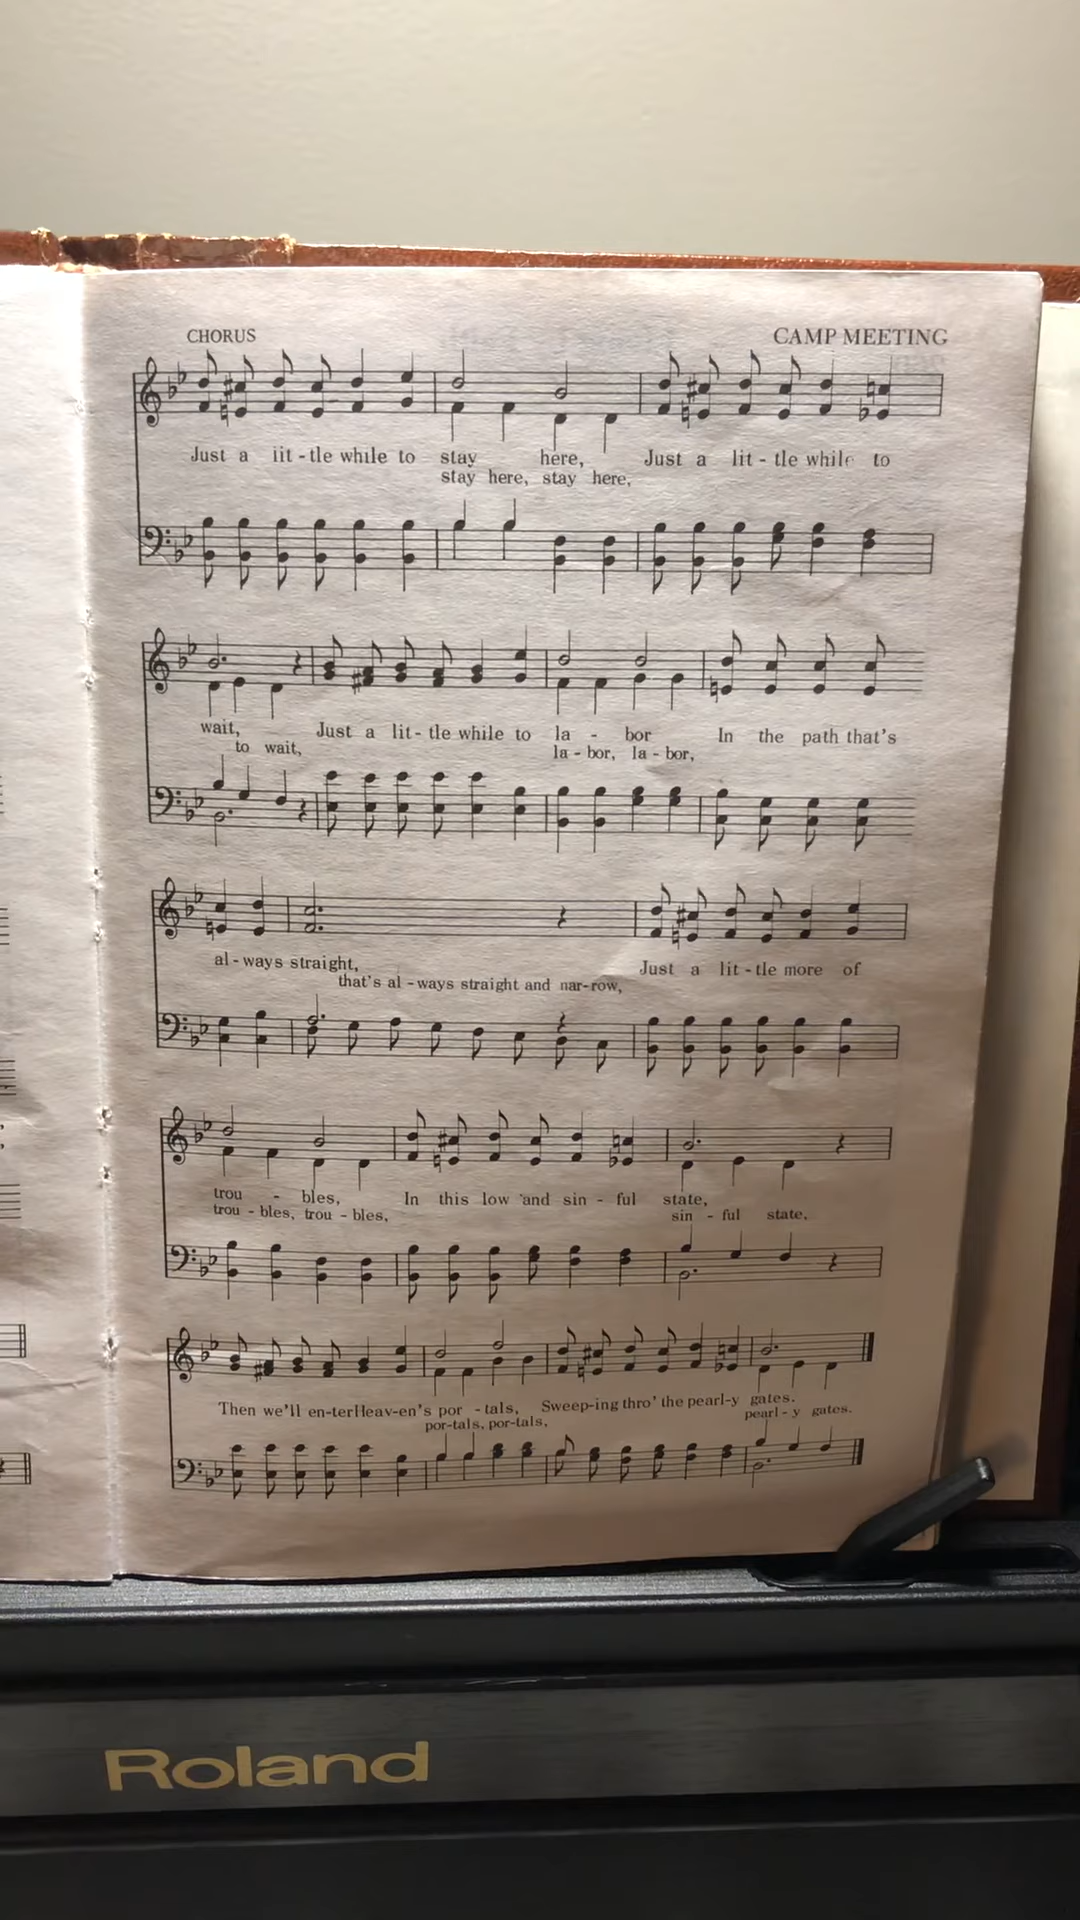 CHORUS CAMP MEETING
Just a iit - tle while to stay here, Just a lit - tle while to
stay here, stay here,
wait, Just a lit - tle while to la - bor In the path that's
to wait, la - bor, la - bor,
al - ways straight, Just a lit - tle more of
that's al - ways straight and nar - row,
trou - bles, In this low and sin - ful state,
trou - bles, trou - bles, sin - ful state.
Then we'll en-ter Heav-en's por - tals, Sweep-ing thro' the pearl-y gates.
por-tals, por-tals, pearl - y gates.
Roland